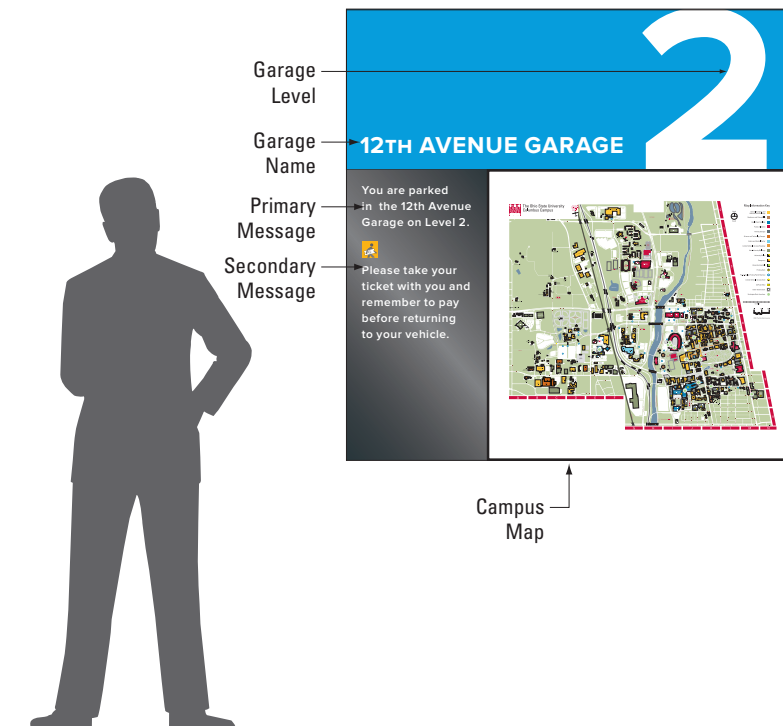 2
Garage
Level
Garage
Name
12TH AVENUE GARAGE
Primary
Message
You are parked
in the 12th Avenue
Garage on Level 2.
Secondary
Message
Please take your
ticket with you and
remember to pay
before returning
to your vehicle.
The Ohio State University
Columbus Campus
Campus
Map